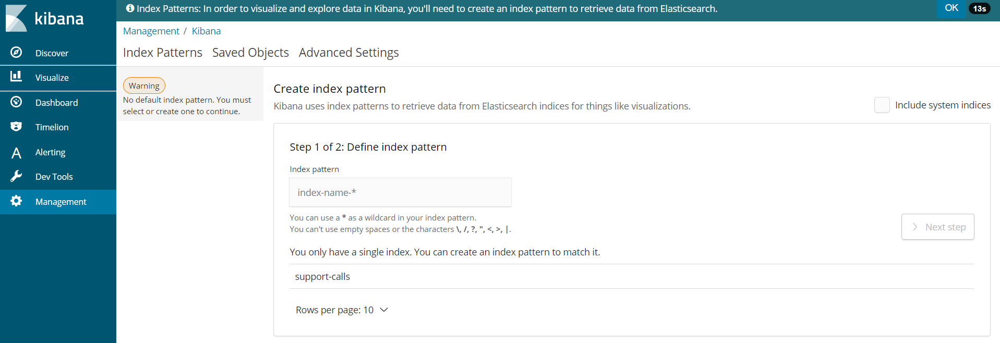 Index Patterns: In order to visualize and explore data in Kibana, you'll need to create an index pattern to retrieve data from Elasticsearch.
OK
13s
kibana
Discover
Visualize
Dashboard
Timelion
Alerting
Dev Tools
Management
Management / Kibana
Index Patterns Saved Objects Advanced Settings
Warning
No default index pattern. You must
select or create one to continue.
Create index pattern
Kibana uses index patterns to retrieve data from Elasticsearch indices for things like visualizations.
Include system indices
Step 1 of 2: Define index pattern
Index pattern
index-name-*
You can use a * as a wildcard in your index pattern.
You can't use empty spaces or the characters \, /, ?, ", <, >, |.
Next step
You only have a single index. You can create an index pattern to match it.
support-calls
Rows per page: 10